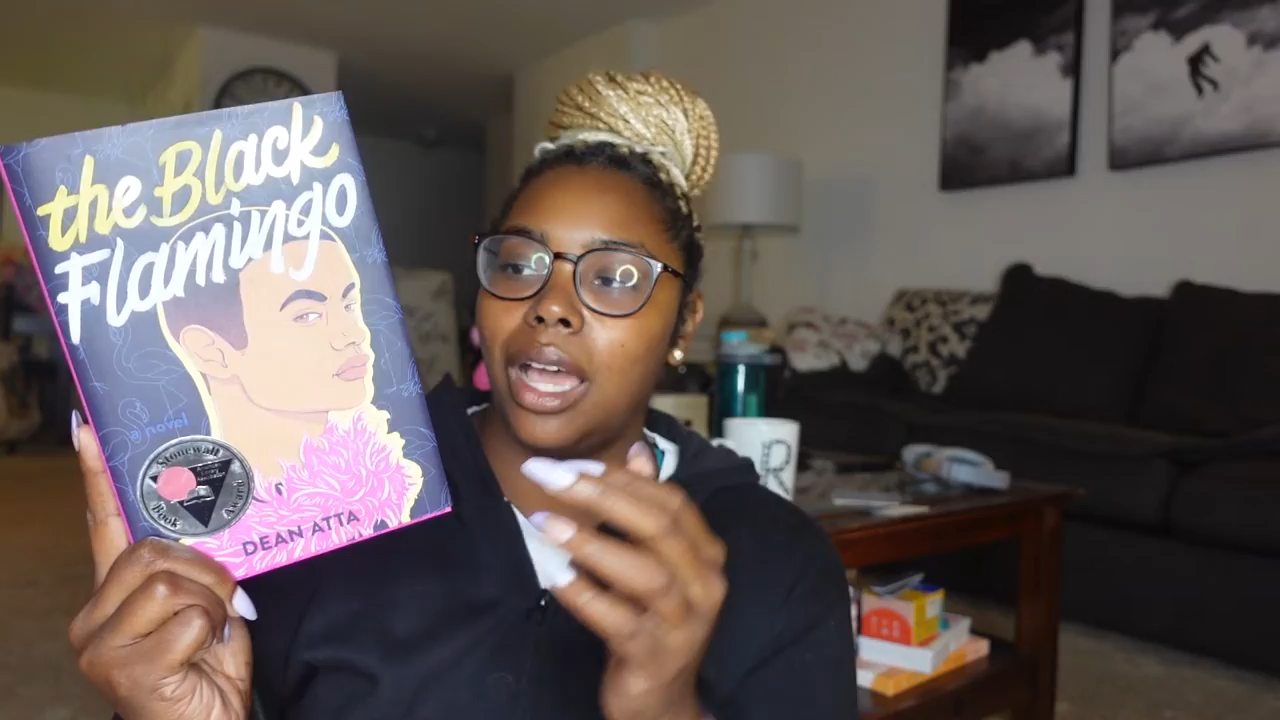 the Black
Flamingo
a novel
Stonewall
Book
Award
DEAN ATTA
R